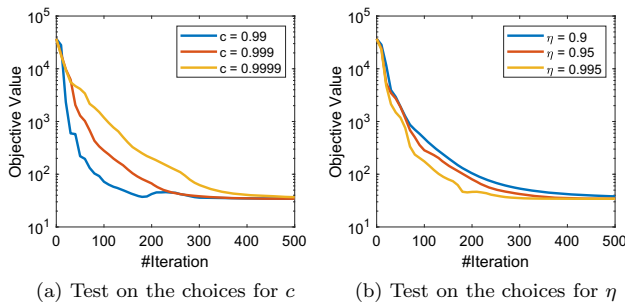 c = 0.99
c = 0.999
c = 0.9999
Objective Value
10^5
10^4
10^3
10^2
10^1
0 100 200 300 400 500
#Iteration
(a) Test on the choices for c
η = 0.9
η = 0.95
η = 0.995
Objective Value
10^5
10^4
10^3
10^2
10^1
0 100 200 300 400 500
#Iteration
(b) Test on the choices for η